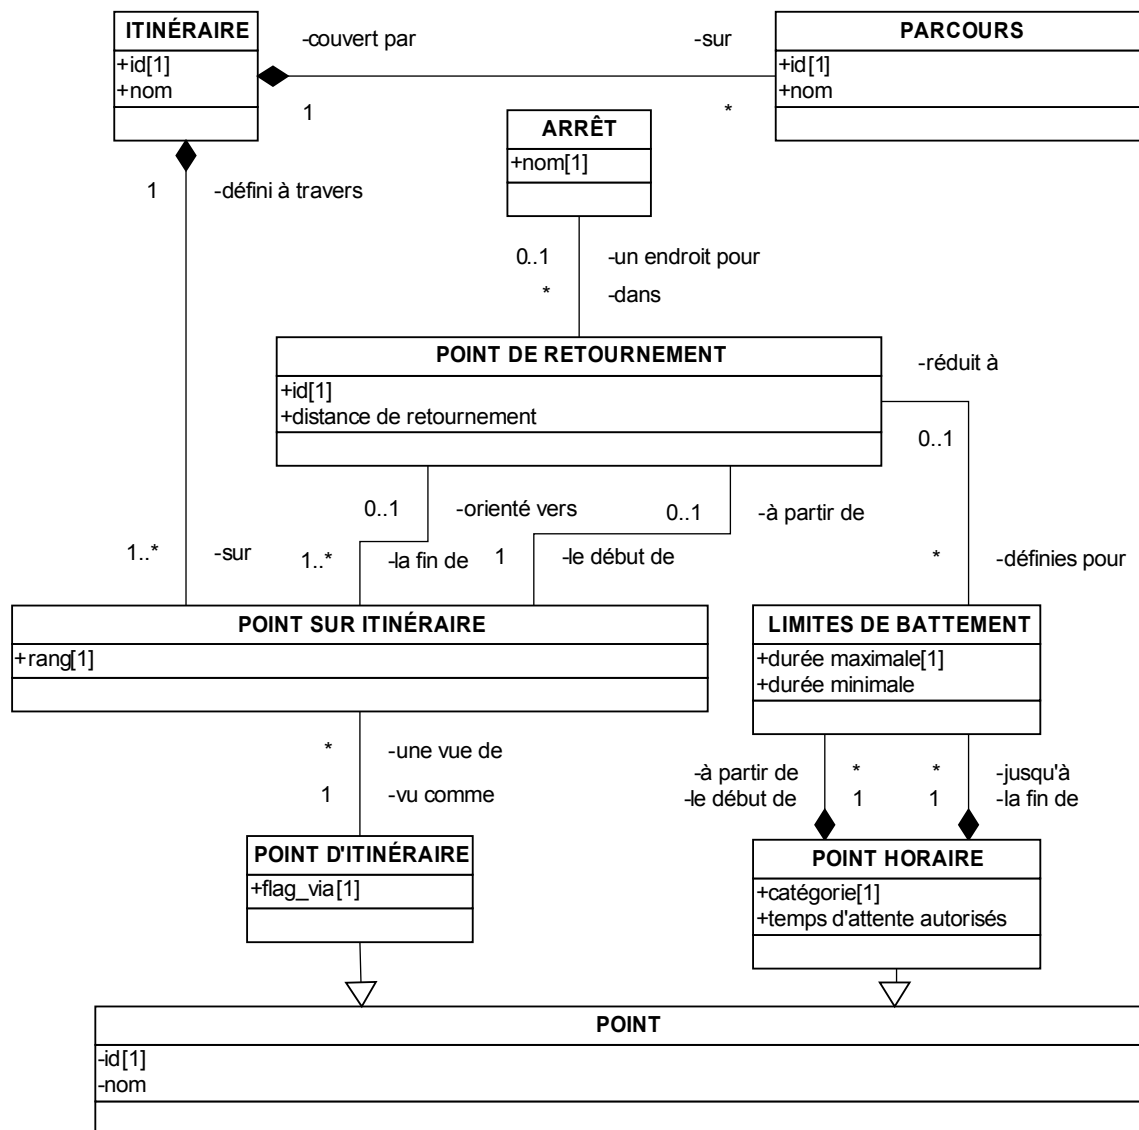 ITINÉRAIRE
+id[1]
+nom
-couvert par
1
-sur
*
PARCOURS
+id[1]
+nom
ARRÊT
+nom[1]
1
-défini à travers
0..1
-un endroit pour
*
-dans
POINT DE RETOURNEMENT
+id[1]
+distance de retournement
-réduit à
0..1
0..1
-orienté vers
0..1
-à partir de
1..*
-sur
1..*
-la fin de
1
-le début de
*
-définies pour
POINT SUR ITINÉRAIRE
+rang[1]
LIMITES DE BATTEMENT
+durée maximale[1]
+durée minimale
*
-une vue de
1
-vu comme
-à partir de
*
*
-jusqu'à
-le début de
1
1
-la fin de
POINT D'ITINÉRAIRE
+flag_via[1]
POINT HORAIRE
+catégorie[1]
+temps d'attente autorisés
POINT
-id[1]
-nom